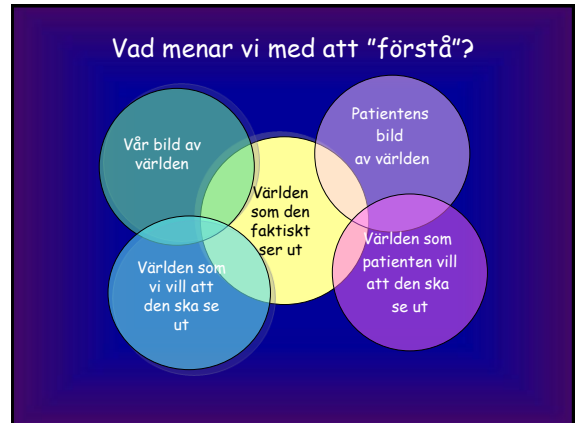 Vad menar vi med att ”förstå”?
Vår bild av
världen
Patientens
bild
av världen
Världen
som den
faktiskt
ser ut
Världen som
vi vill att
den ska se
ut
Världen som
patienten vill
att den ska
se ut